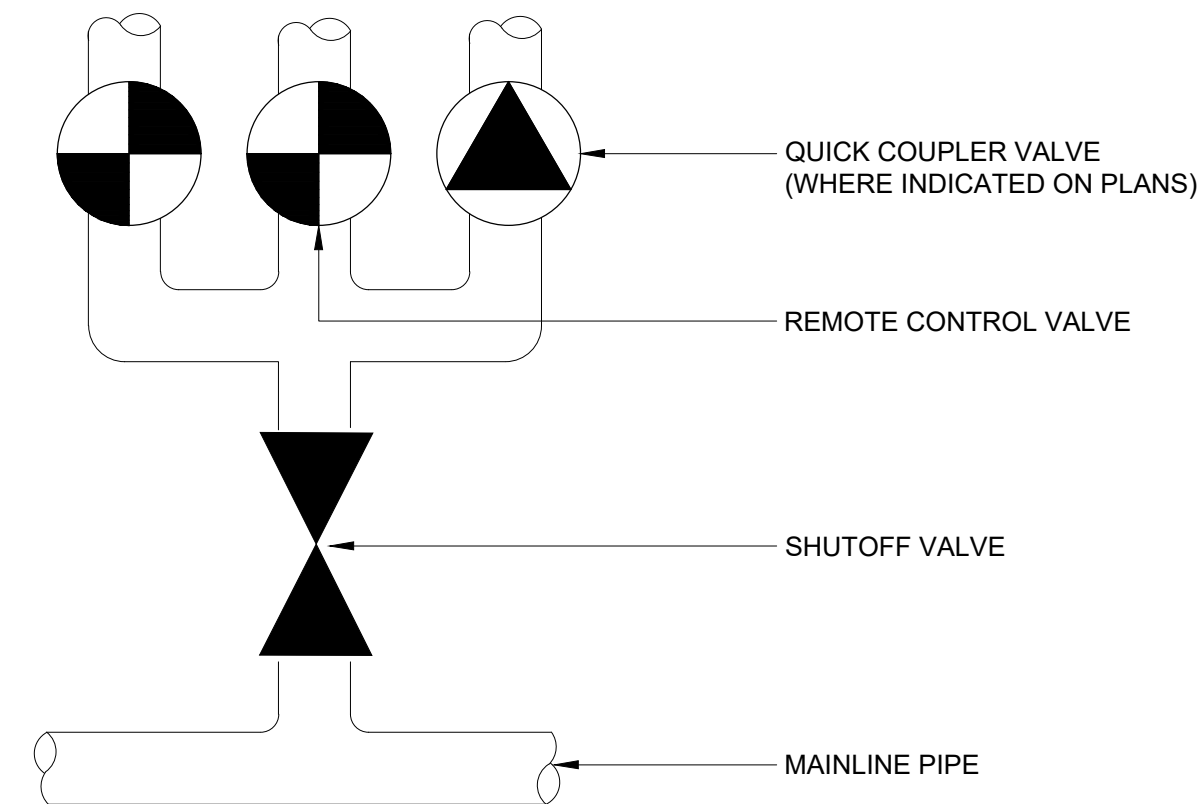 QUICK COUPLER VALVE
(WHERE INDICATED ON PLANS)
REMOTE CONTROL VALVE
SHUTOFF VALVE
MAINLINE PIPE